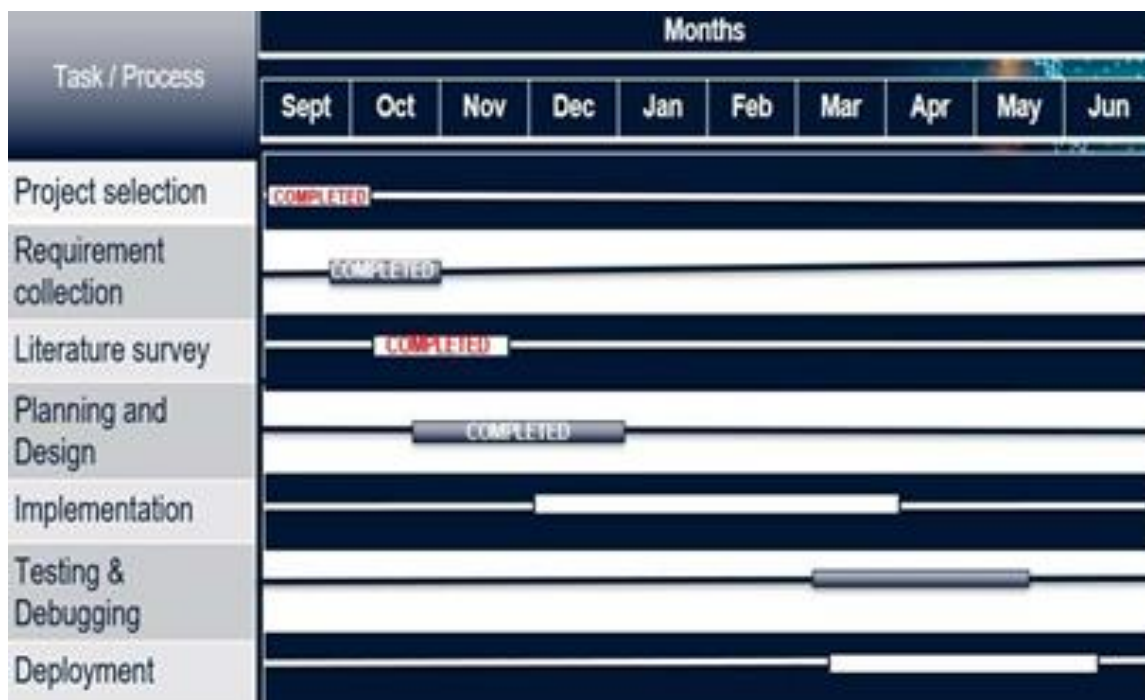 Months
Task / Process
Sept Oct Nov Dec Jan Feb Mar Apr May Jun
Project selection
COMPLETED
Requirement
collection
COMPLETED
Literature survey
COMPLETED
Planning and
Design
COMPLETED
Implementation
Testing &
Debugging
Deployment